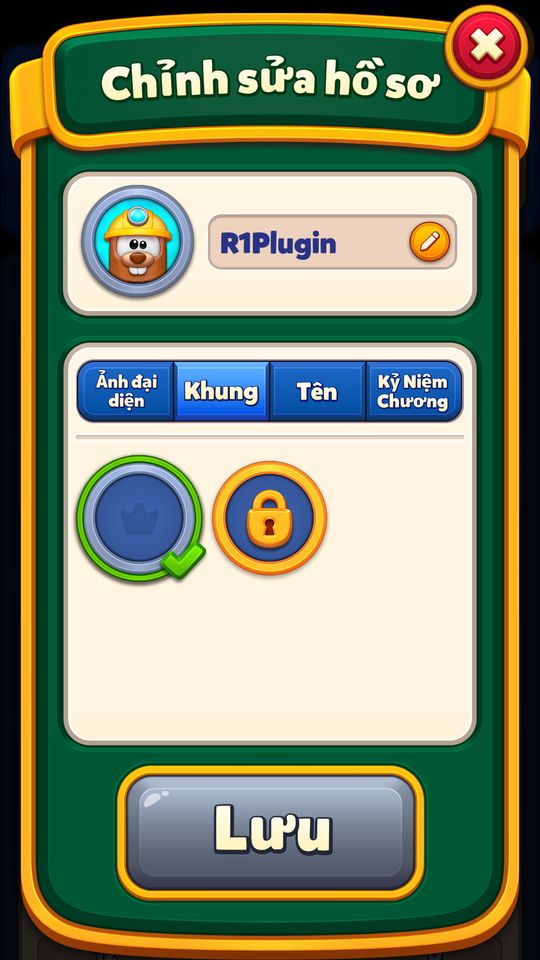 Chỉnh sửa hồ sơ
R1Plugin
Ảnh đại
diện
Khung
Tên
Kỷ Niệm
Chương
Lưu